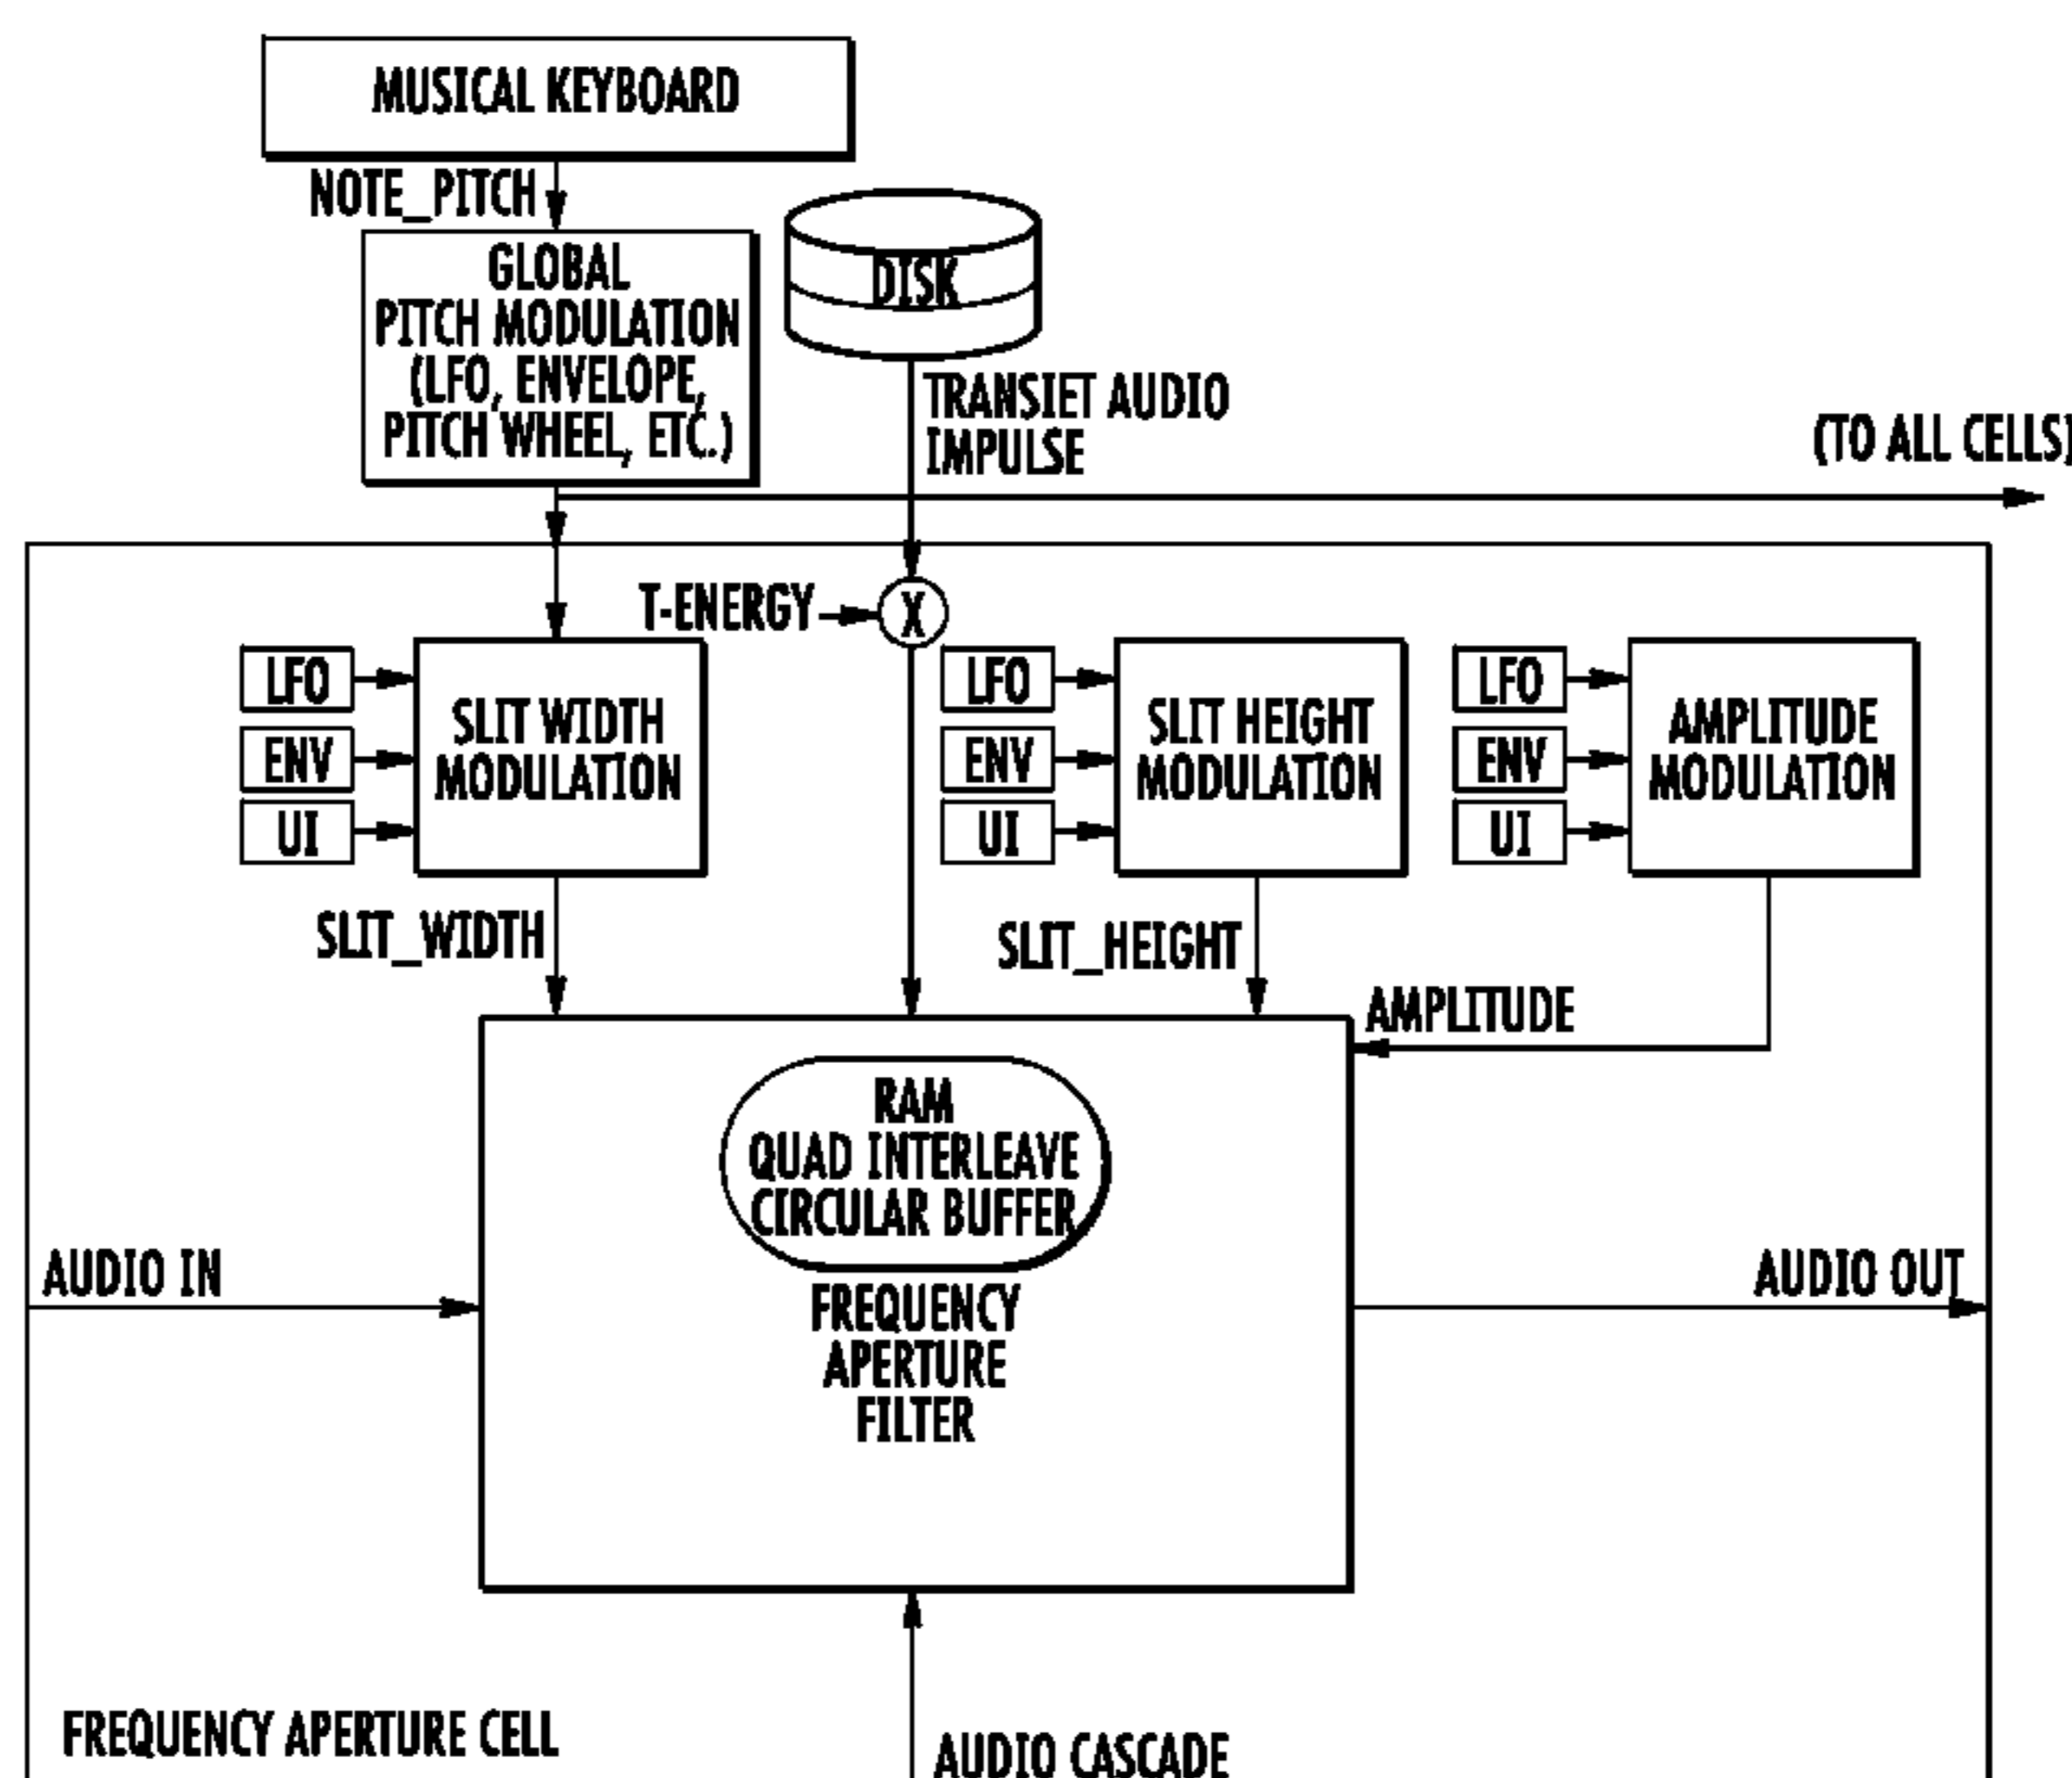 MUSICAL KEYBOARD
NOTE_PITCH
GLOBAL
PITCH MODULATION
(LFO, ENVELOPE,
PITCH WHEEL, ETC.)
DISK
TRANSIET AUDIO
IMPULSE
(TO ALL CELLS)
T-ENERGY
X
LFO
ENV
UI
SLIT WIDTH
MODULATION
LFO
ENV
UI
SLIT HEIGHT
MODULATION
LFO
ENV
UI
AMPLITUDE
MODULATION
SLIT_WIDTH
SLIT_HEIGHT
AMPLITUDE
RAM
QUAD INTERLEAVE
CIRCULAR BUFFER
FREQUENCY
APERTURE
FILTER
AUDIO IN
AUDIO OUT
FREQUENCY APERTURE CELL
AUDIO CASCADE